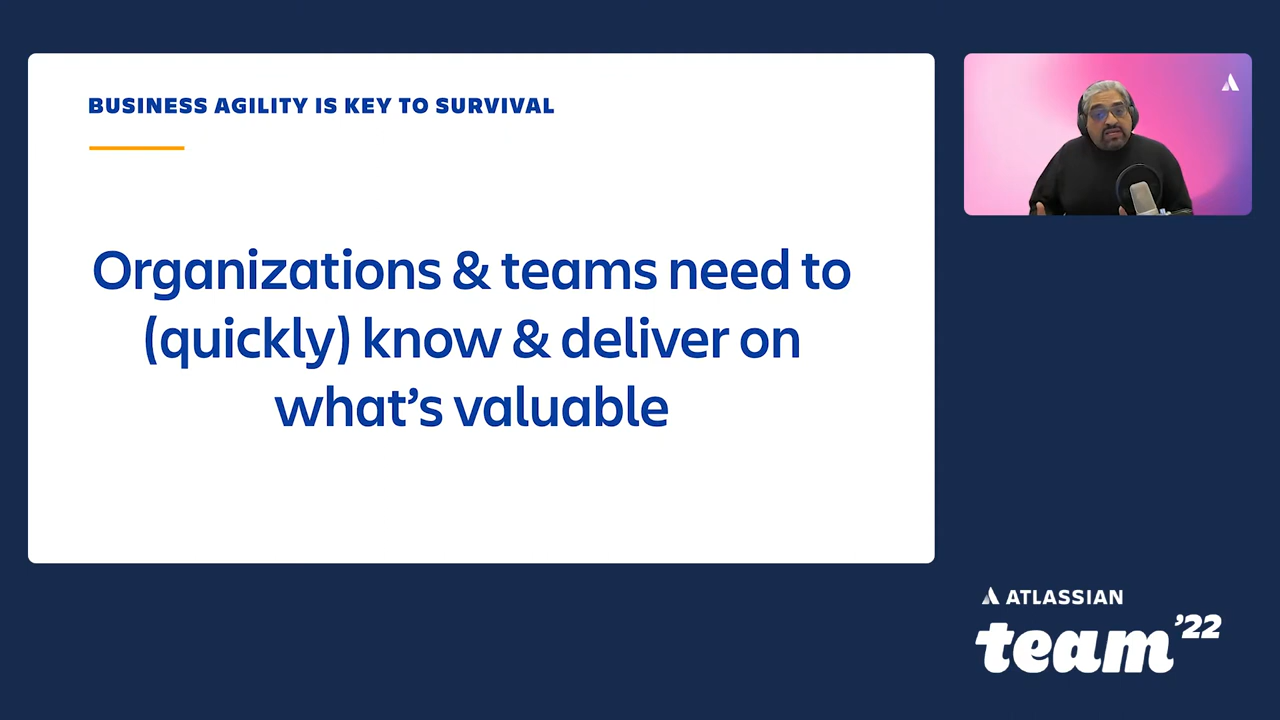 BUSINESS AGILITY IS KEY TO SURVIVAL
Organizations & teams need to
(quickly) know & deliver on
what’s valuable
ATLASSIAN
team ’22